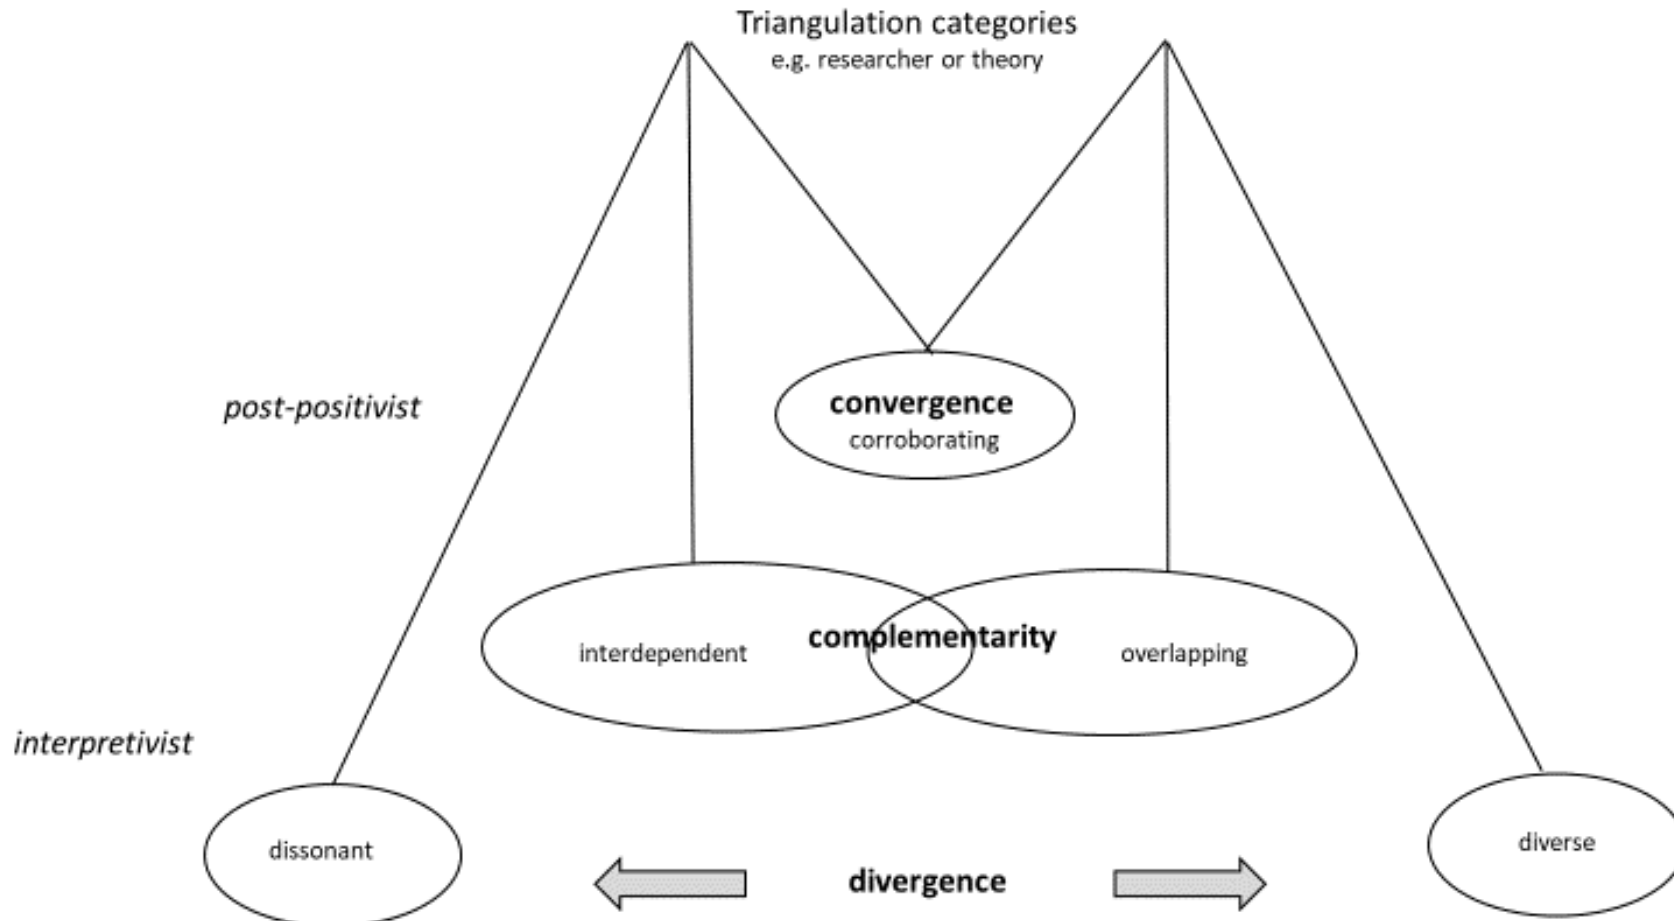 Triangulation categories
e.g. researcher or theory
post-positivist
convergence
corroborating
complementarity
interdependent
overlapping
interpretivist
dissonant
diverse
divergence